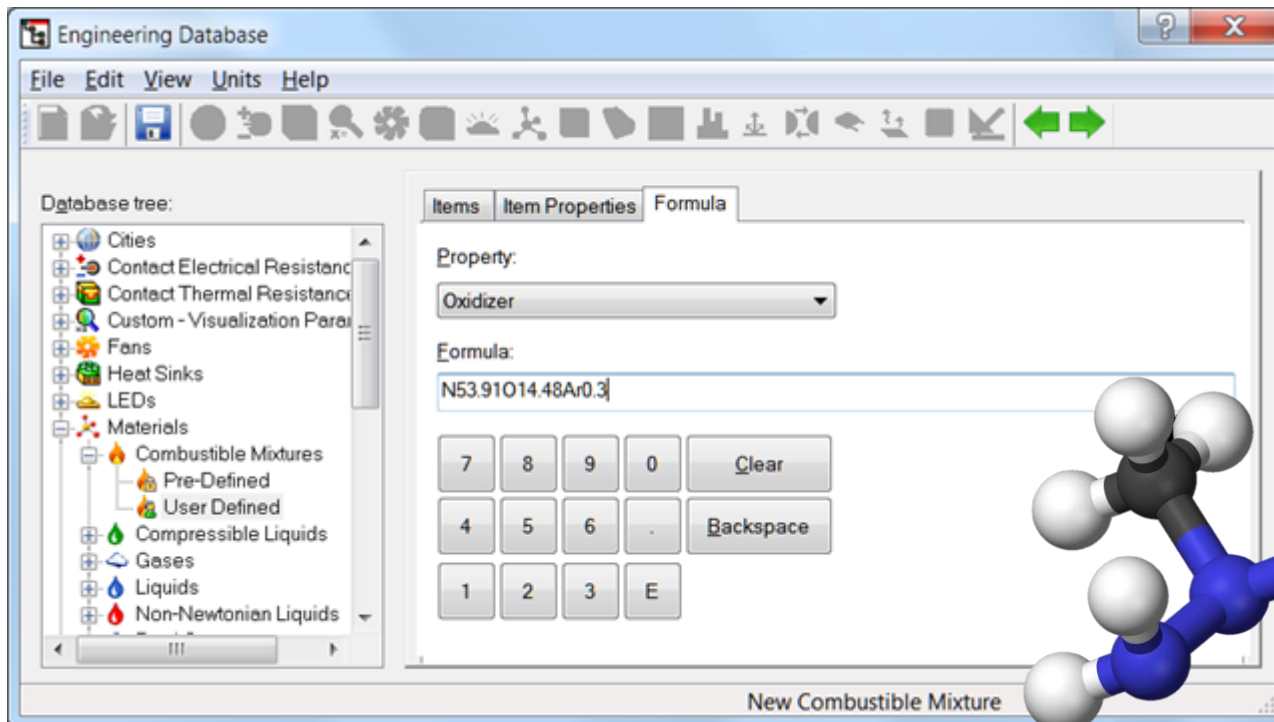 Engineering Database
File Edit View Units Help
Database tree:
Cities
Contact Electrical Resistanc
Contact Thermal Resistance
Custom - Visualization Parar
Fans
Heat Sinks
LEDs
Materials
Combustible Mixtures
Pre-Defined
User Defined
Compressible Liquids
Gases
Liquids
Non-Newtonian Liquids
Items Item Properties Formula
Property:
Oxidizer
Formula:
N53.91O14.48Ar0.3
7 8 9 0 Clear
4 5 6 . Backspace
1 2 3 E
New Combustible Mixture